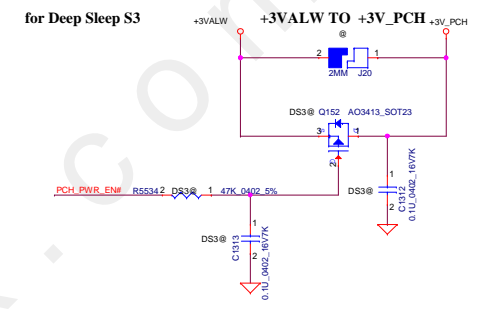 for Deep Sleep S3
+3VALW
+3VALW TO +3V_PCH
+3V_PCH
@
2
1
2MM
J20
DS3@
Q152
AO3413_SOT23
3
1
2
PCH_PWR_EN#
R5534
2
DS3@
1
47K_0402_5%
DS3@
1
2
C1312
0.1U_0402_16V7K
DS3@
1
2
C1313
0.1U_0402_16V7K
. c o m